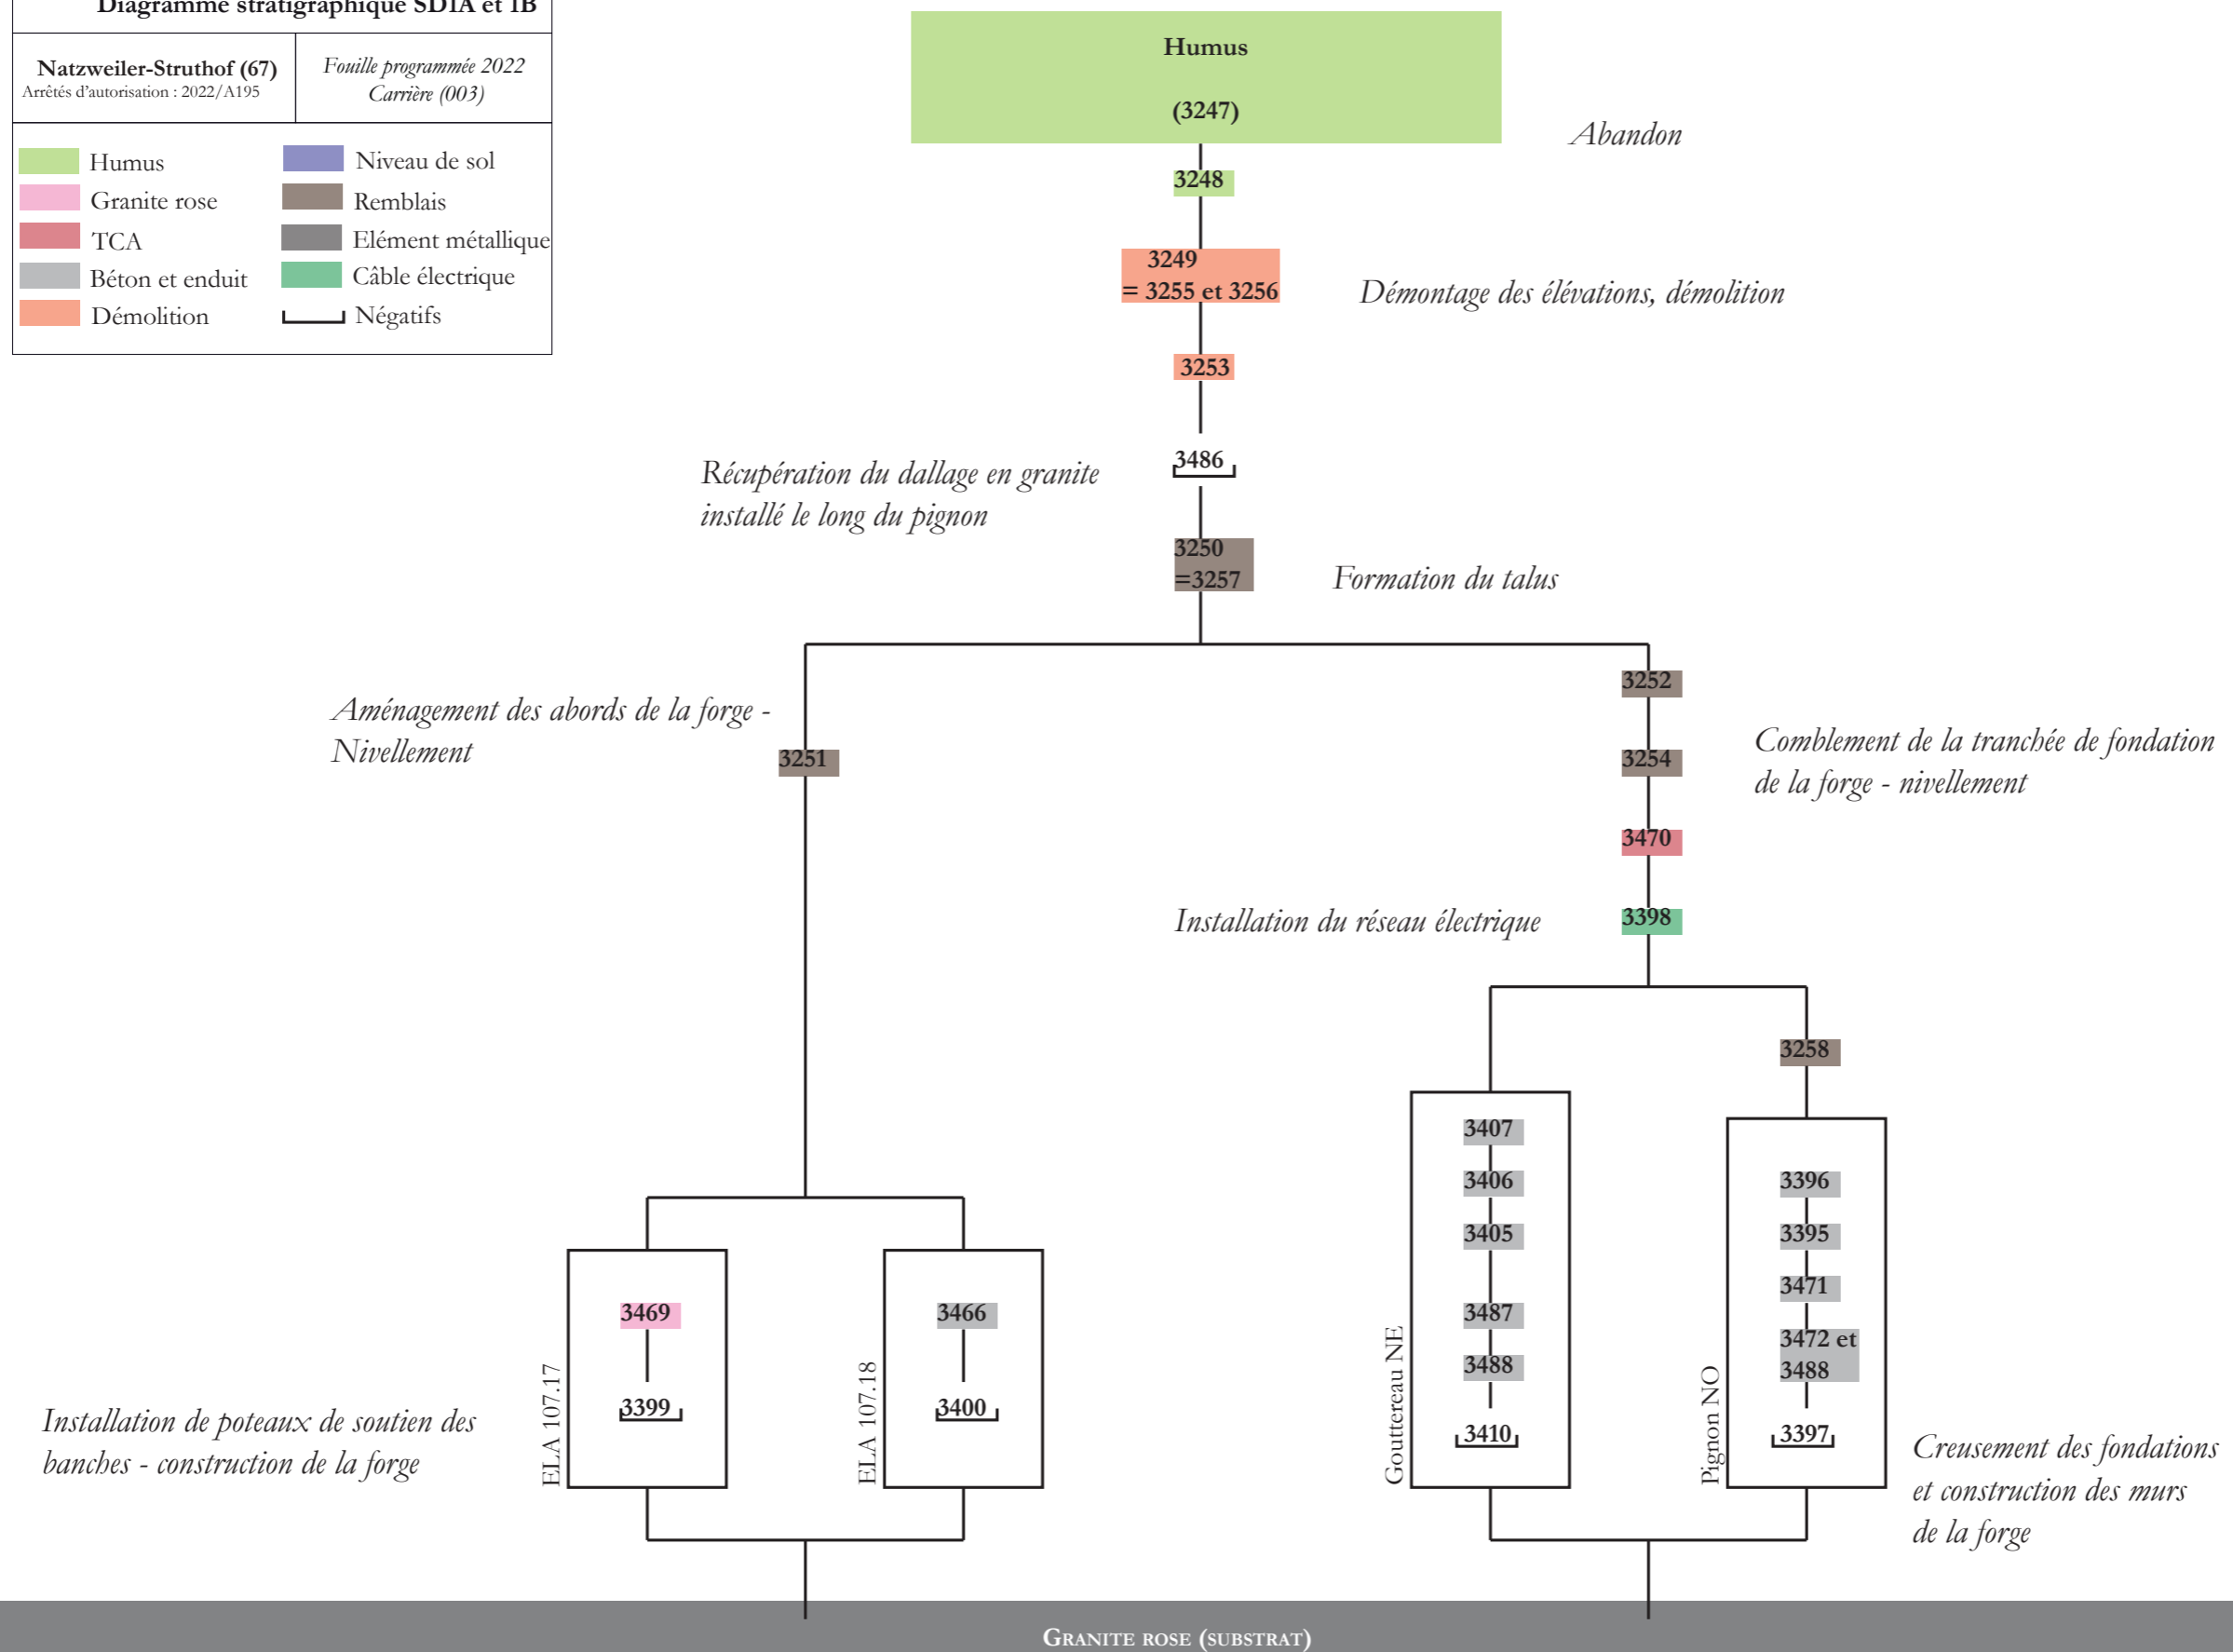 Diagramme stratigraphique SD1A et 1B
Natzweiler-Struthof (67)
Arrêtés d'autorisation : 2022/A195
Fouille programmée 2022
Carrière (003)
Humus
Granite rose
TCA
Béton et enduit
Démolition
Niveau de sol
Remblais
Elément métallique
Câble électrique
Négatifs
Humus
(3247)
Abandon
3248
3249
= 3255 et 3256
Démontage des élévations, démolition
3253
3486
Récupération du dallage en granite
installé le long du pignon
3250
=3257
Formation du talus
Aménagement des abords de la forge -
Nivellement
3251
3252
3254
Comblement de la tranchée de fondation
de la forge - nivellement
3470
Installation du réseau électrique
3398
3258
3469
3399
ELA 107.17
3466
3400
ELA 107.18
Installation de poteaux de soutien des
banches - construction de la forge
3407
3406
3405
3487
3488
3410
Gouttereau NE
3396
3395
3471
3472 et
3488
3397
Pignon NO
Creusement des fondations
et construction des murs
de la forge
GRANITE ROSE (SUBSTRAT)